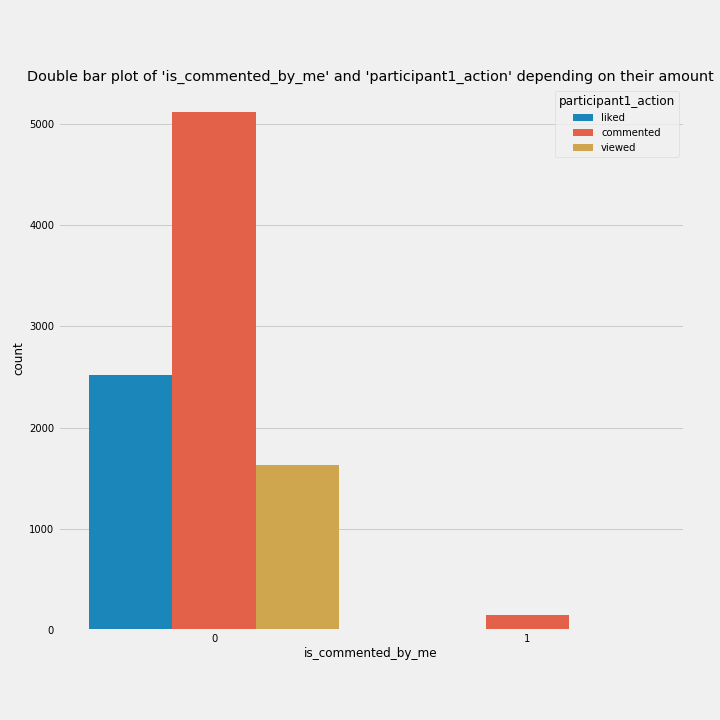 Double bar plot of 'is_commented_by_me' and 'participant1_action' depending on their amount
participant1_action
liked
commented
viewed
5000
4000
3000
2000
1000
0
count
0
1
is_commented_by_me